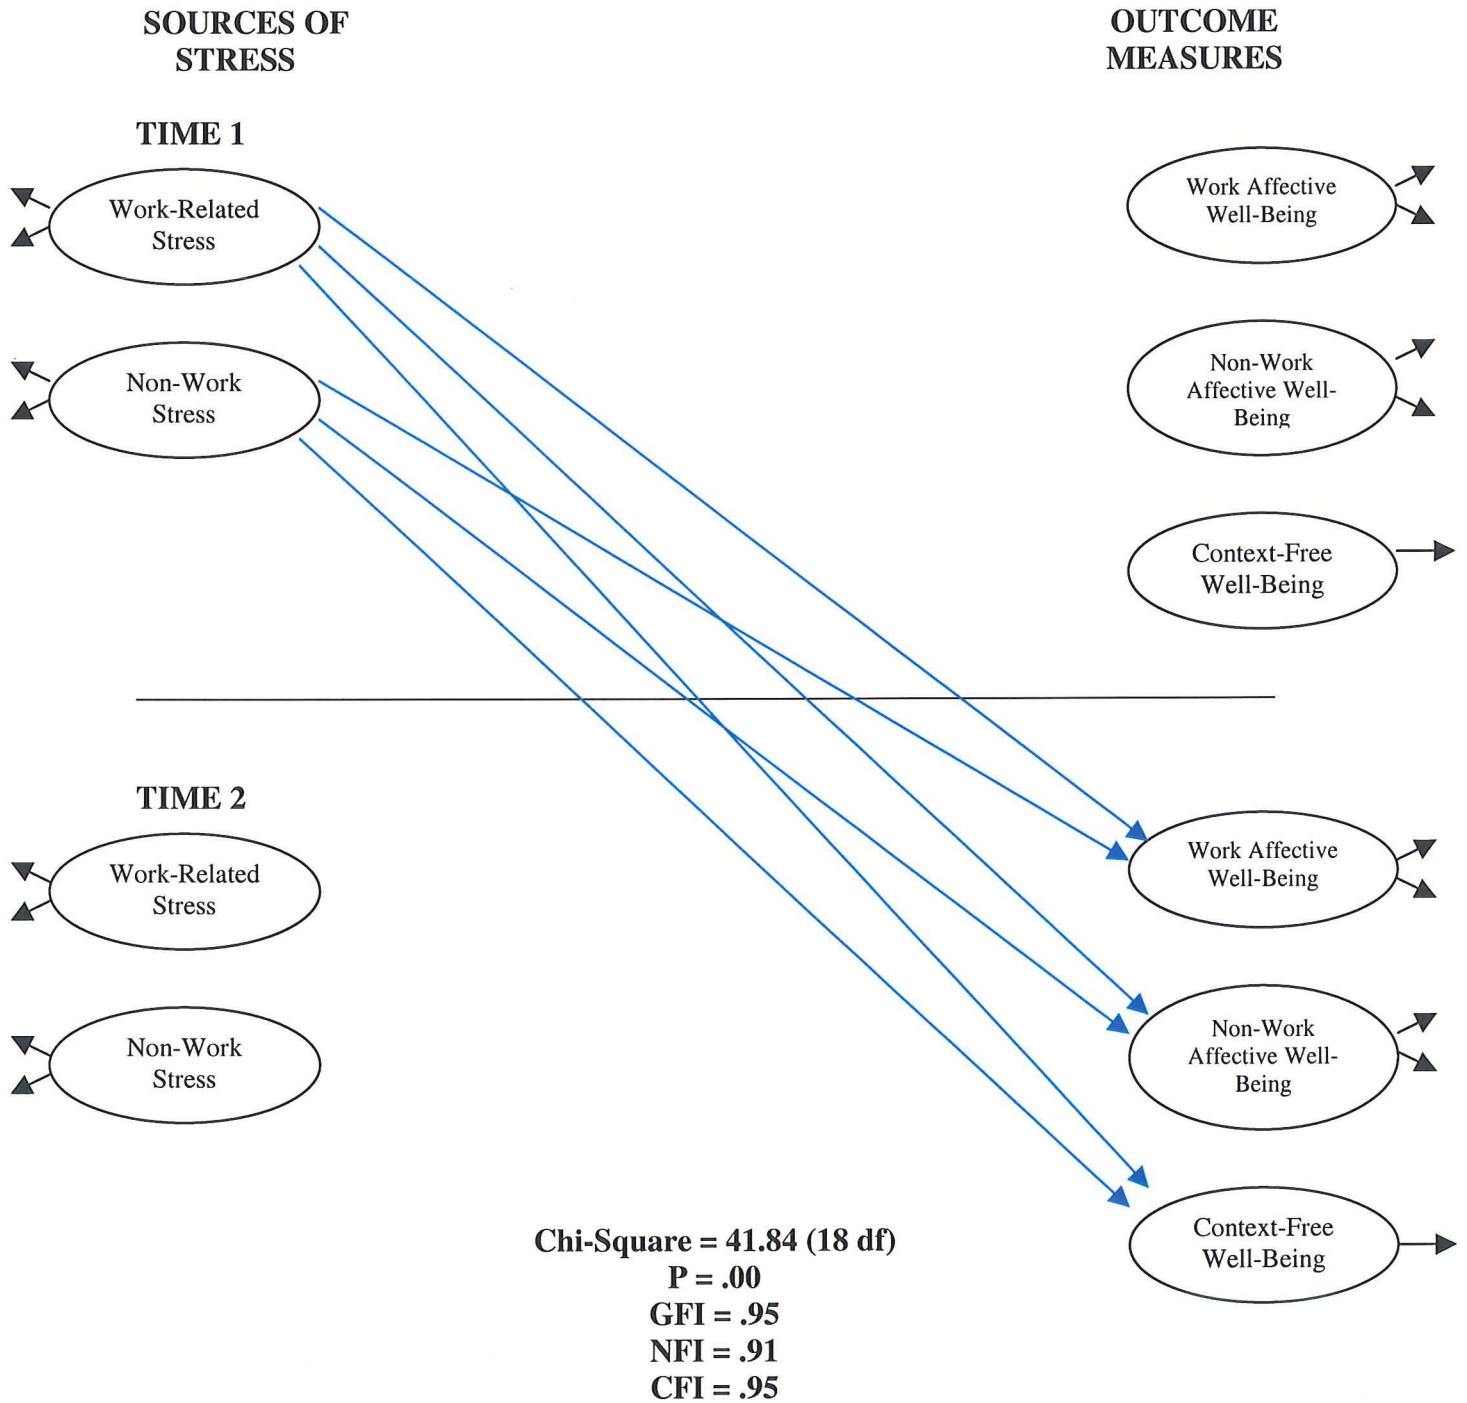 SOURCES OF
STRESS
OUTCOME
MEASURES
TIME 1
Work-Related
Stress
Non-Work
Stress
Work Affective
Well-Being
Non-Work
Affective Well-
Being
Context-Free
Well-Being
TIME 2
Work-Related
Stress
Non-Work
Stress
Work Affective
Well-Being
Non-Work
Affective Well-
Being
Context-Free
Well-Being
Chi-Square = 41.84 (18 df)
P = .00
GFI = .95
NFI = .91
CFI = .95